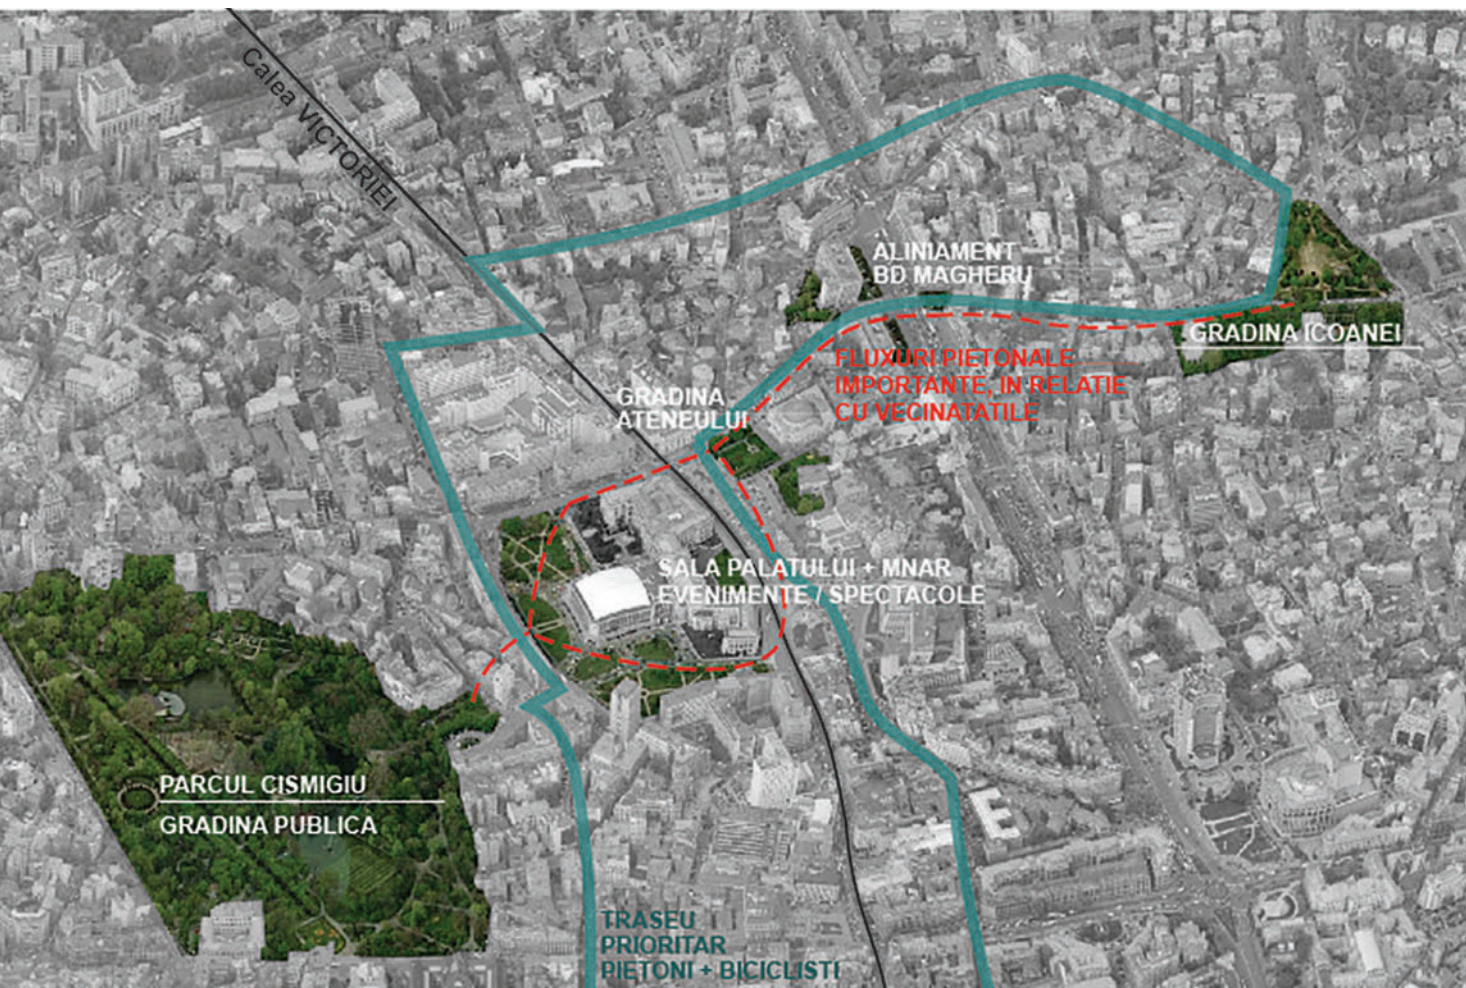 Calea VICTORIEI
ALINIAMENT
BD MAGHERU
GRADINA ICOANEI
FLUXURI PIETONALE
IMPORTANTE, IN RELATIE
CU VECINATATILE
GRADINA
ATENEULUI
SALA PALATULUI + MNAR
EVENIMENTE / SPECTACOLE
PARCUL CISMIGIU
GRADINA PUBLICA
TRASEU
PRIORITAR
PIETONI + BICICLISTI